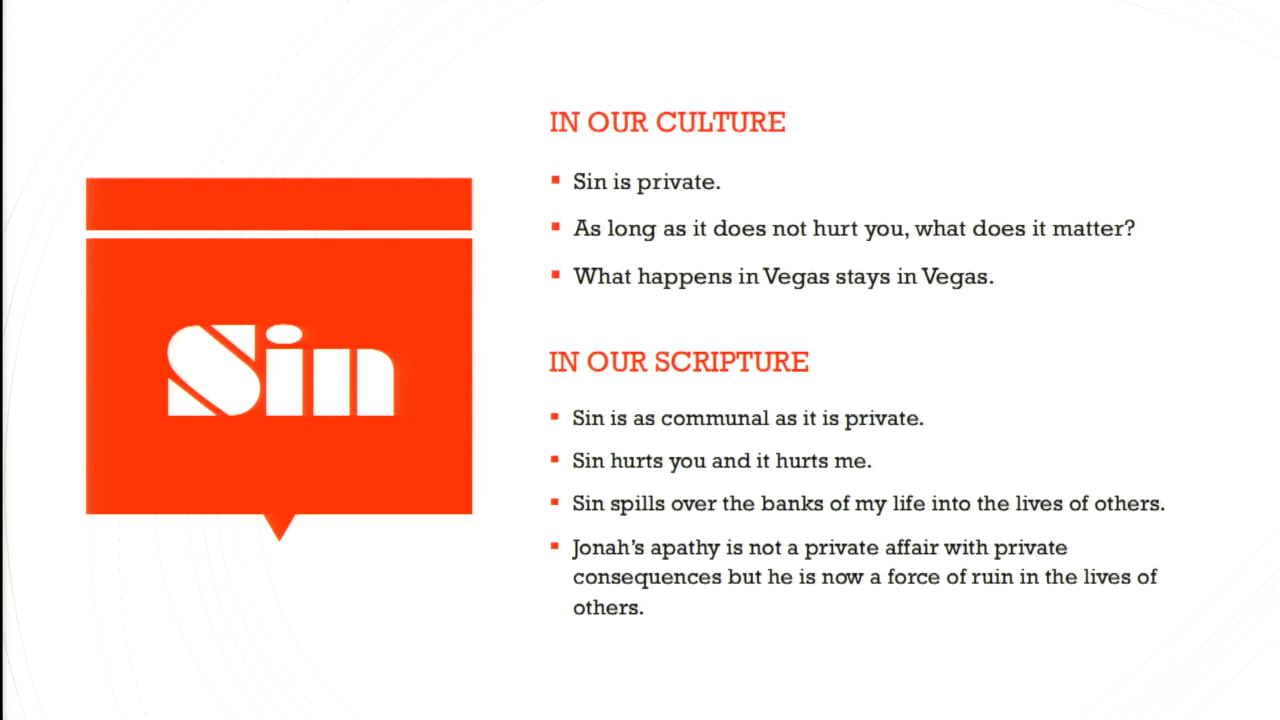 Sin
IN OUR CULTURE
▪ Sin is private.
▪ As long as it does not hurt you, what does it matter?
▪ What happens in Vegas stays in Vegas.
IN OUR SCRIPTURE
▪ Sin is as communal as it is private.
▪ Sin hurts you and it hurts me.
▪ Sin spills over the banks of my life into the lives of others.
▪ Jonah’s apathy is not a private affair with private
consequences but he is now a force of ruin in the lives of
others.